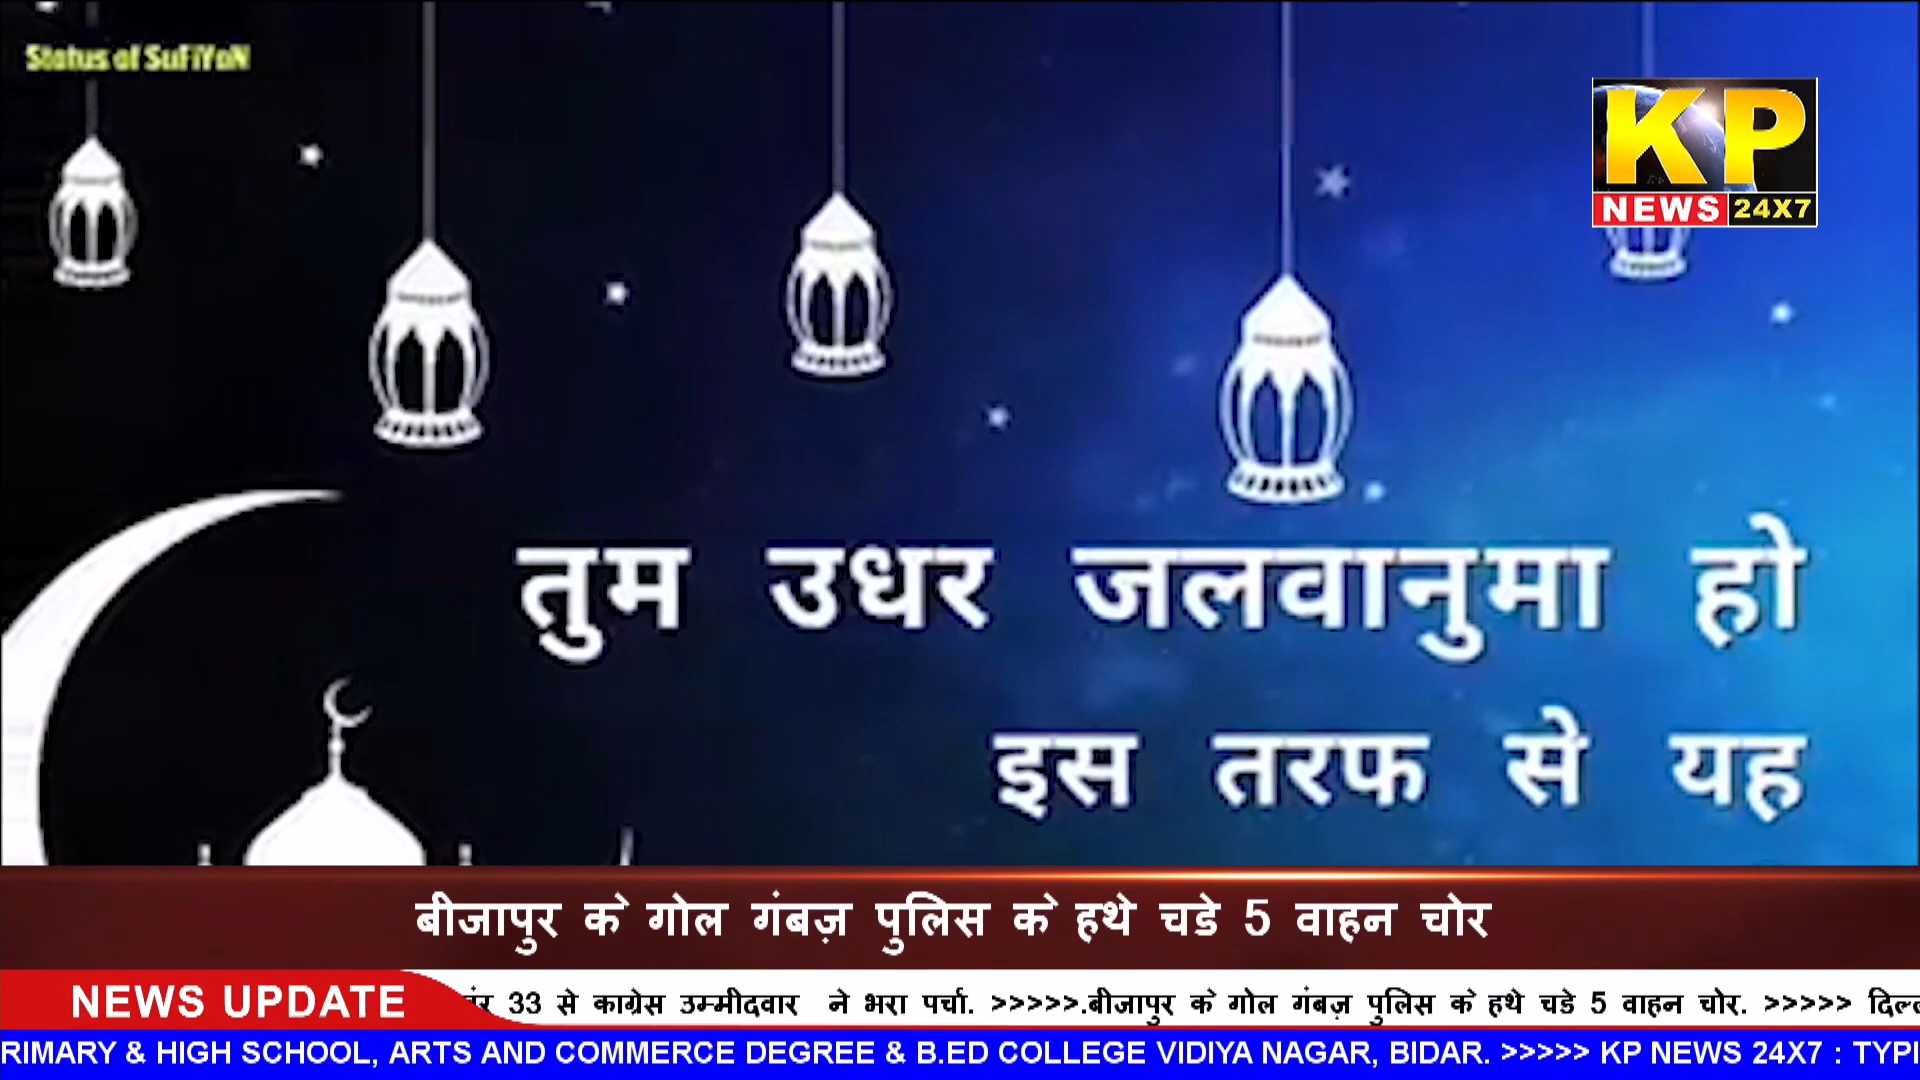 Status of SuFiYaN
KP
NEWS 24X7
तुम उधर जलवानुमा हो
इस तरफ से यह
बीजापुर के गोल गंबज़ पुलिस के हथे चडे 5 वाहन चोर
NEWS UPDATE
33 से काग्रेस उम्मीदवार ने भरा पर्चा. >>>>>.बीजापुर के गोल गंबज़ पुलिस के हथे चडे 5 वाहन चोर. >>>>>
RIMARY & HIGH SCHOOL, ARTS AND COMMERCE DEGREE & B.ED COLLEGE VIDIYA NAGAR, BIDAR. >>>>> KP NEWS 24X7 : TYPI